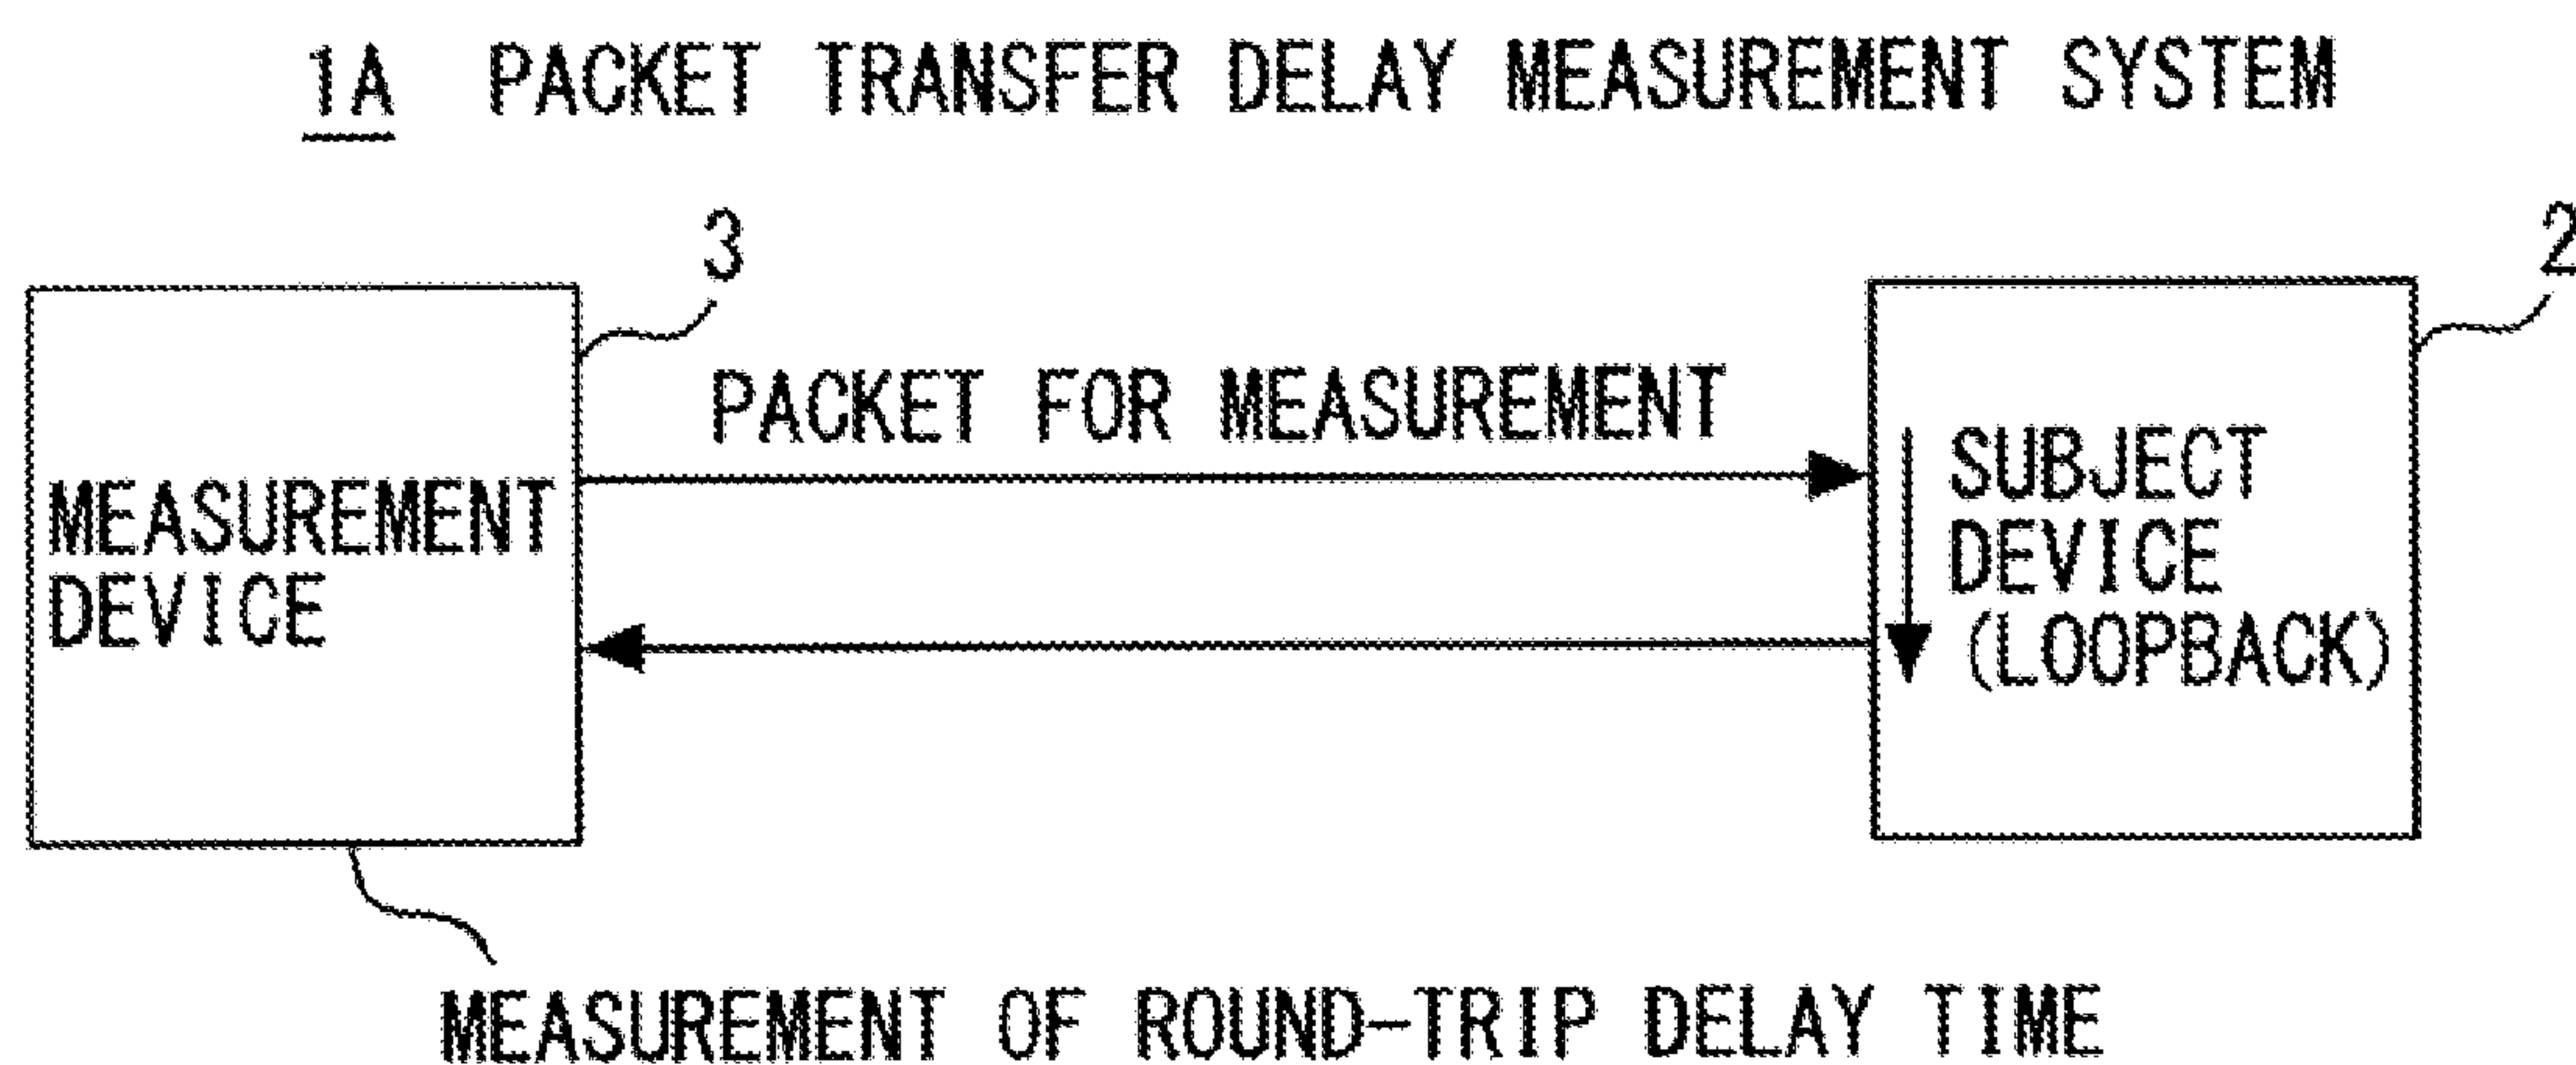 1A PACKET TRANSFER DELAY MEASUREMENT SYSTEM
3
2
PACKET FOR MEASUREMENT
MEASUREMENT
DEVICE
SUBJECT
DEVICE
(LOOPBACK)
MEASUREMENT OF ROUND-TRIP DELAY TIME